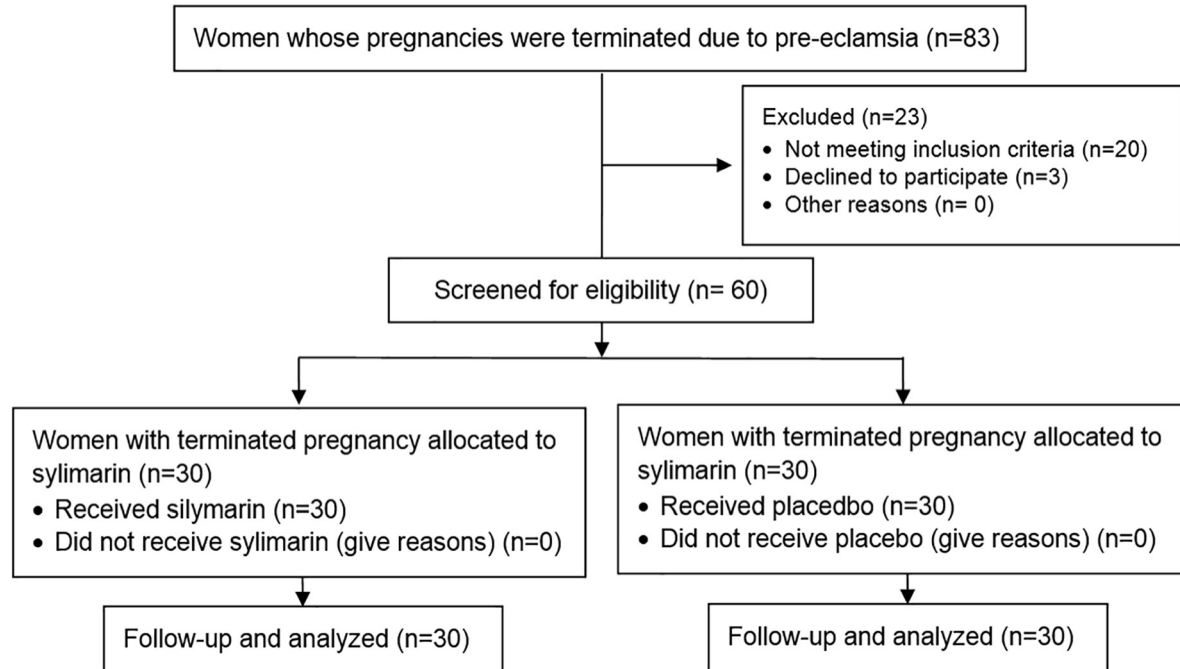 Women whose pregnancies were terminated due to pre-eclamsia (n=83)
Excluded (n=23)
• Not meeting inclusion criteria (n=20)
• Declined to participate (n=3)
• Other reasons (n= 0)
Screened for eligibility (n= 60)
Women with terminated pregnancy allocated to
sylimarin (n=30)
• Received silymarin (n=30)
• Did not receive sylimarin (give reasons) (n=0)
Women with terminated pregnancy allocated to
sylimarin (n=30)
• Received placedbo (n=30)
• Did not receive placebo (give reasons) (n=0)
Follow-up and analyzed (n=30)
Follow-up and analyzed (n=30)